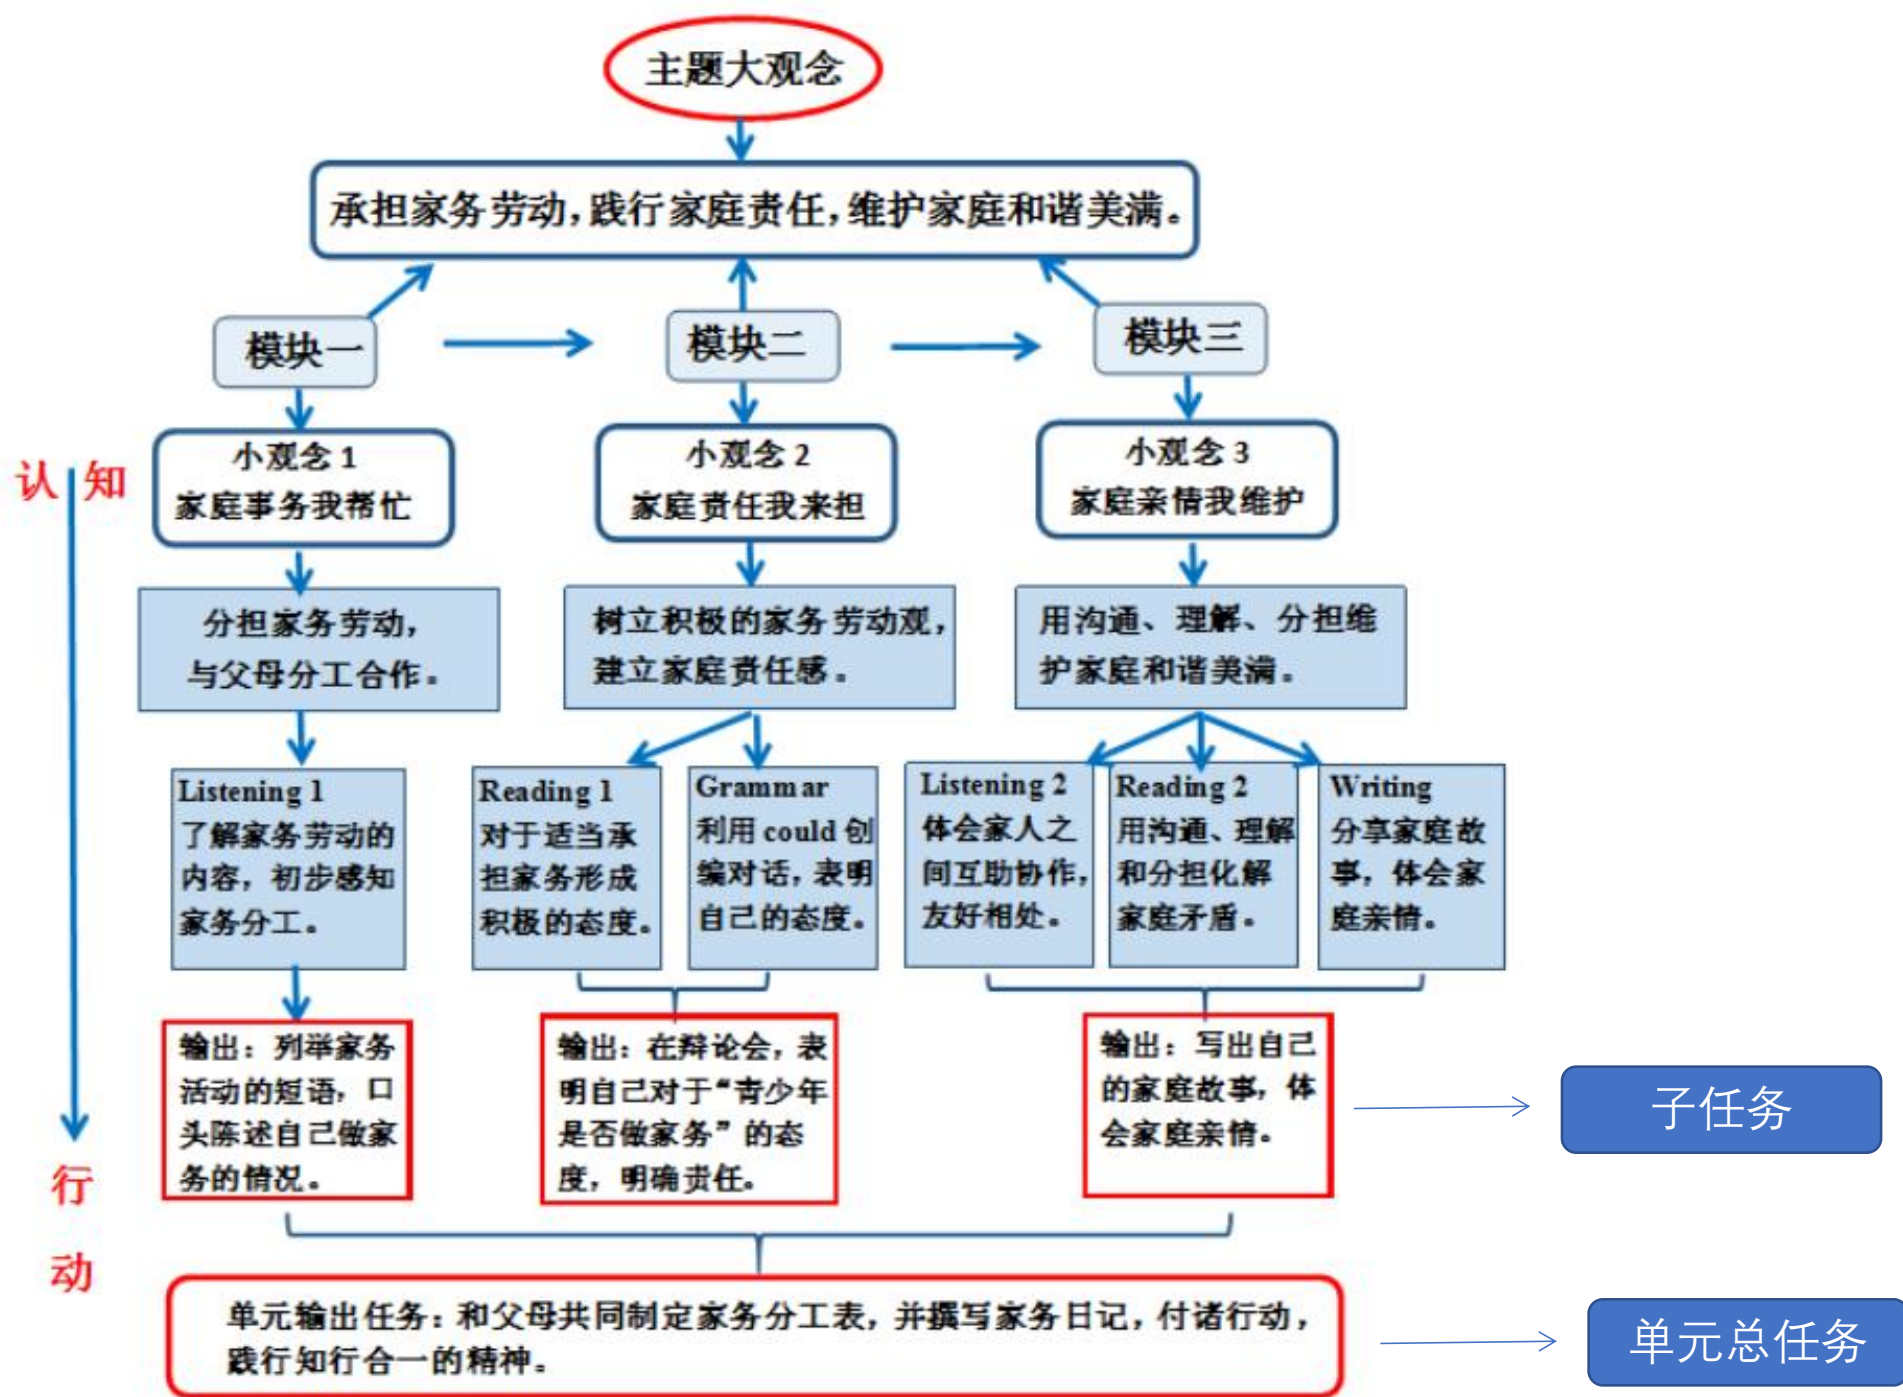 主题大观念
承担家务劳动，践行家庭责任，维护家庭和谐美满。
模块一
模块二
模块三
认知
小观念 1
家庭事务我帮忙
小观念 2
家庭责任我来担
小观念 3
家庭亲情我维护
分担家务劳动，
与父母分工合作。
树立积极的家务劳动观，
建立家庭责任感。
用沟通、理解、分担维
护家庭和谐美满。
Listening 1
了解家务劳动的
内容，初步感知
家务分工。
Reading 1
对于适当承
担家务形成
积极的态度。
Grammar
利用 could 创
编对话，表明
自己的态度。
Listening 2
体会家人之
间互助协作，
友好相处。
Reading 2
用沟通、理解
和分担化解
家庭矛盾。
Writing
分享家庭故
事，体会家
庭亲情。
输出：列举家务
活动的短语，口
头陈述自己做家
务的情况。
输出：在辩论会，表
明自己对于“青少年
是否做家务”的态
度，明确责任。
输出：写出自己
的家庭故事，体
会家庭亲情。
子任务
行
动
单元输出任务：和父母共同制定家务分工表，并撰写家务日记，付诸行动，
践行知行合一的精神。
单元总任务